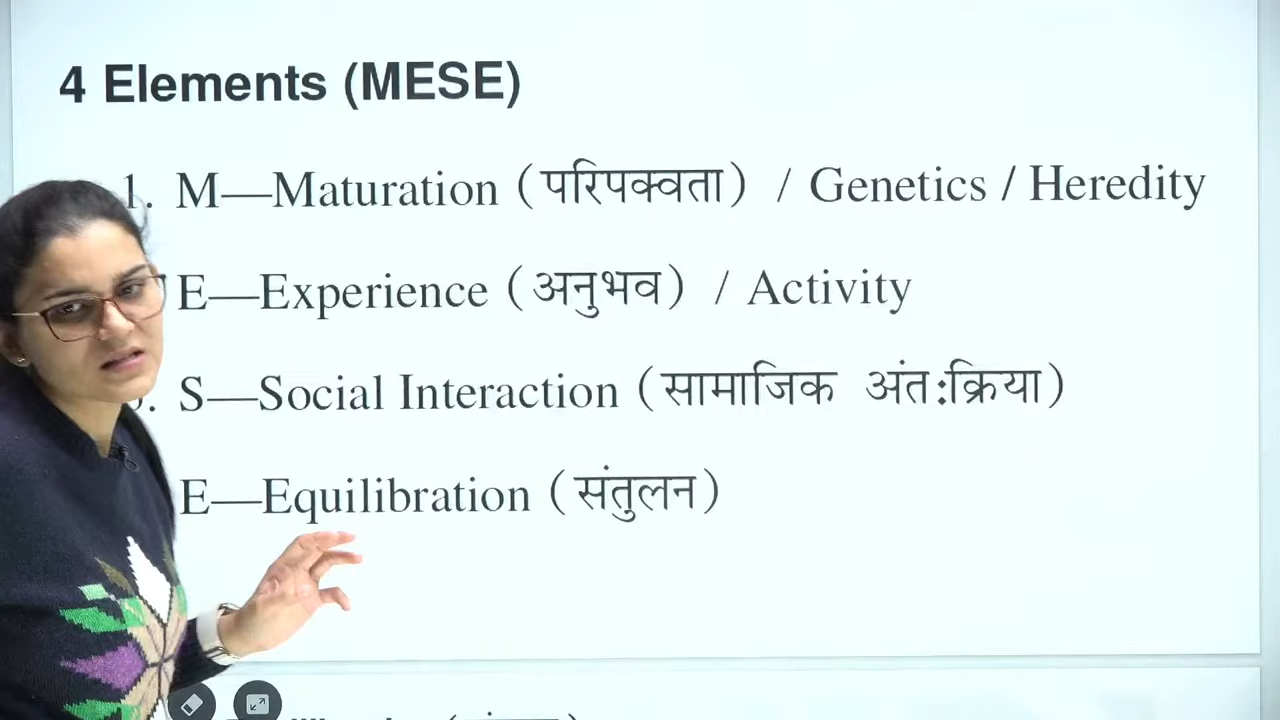 4 Elements (MESE)
1. M—Maturation (परिपक्वता) / Genetics / Heredity
E—Experience (अनुभव) / Activity
S—Social Interaction (सामाजिक अंत:क्रिया)
E—Equilibration (संतुलन)